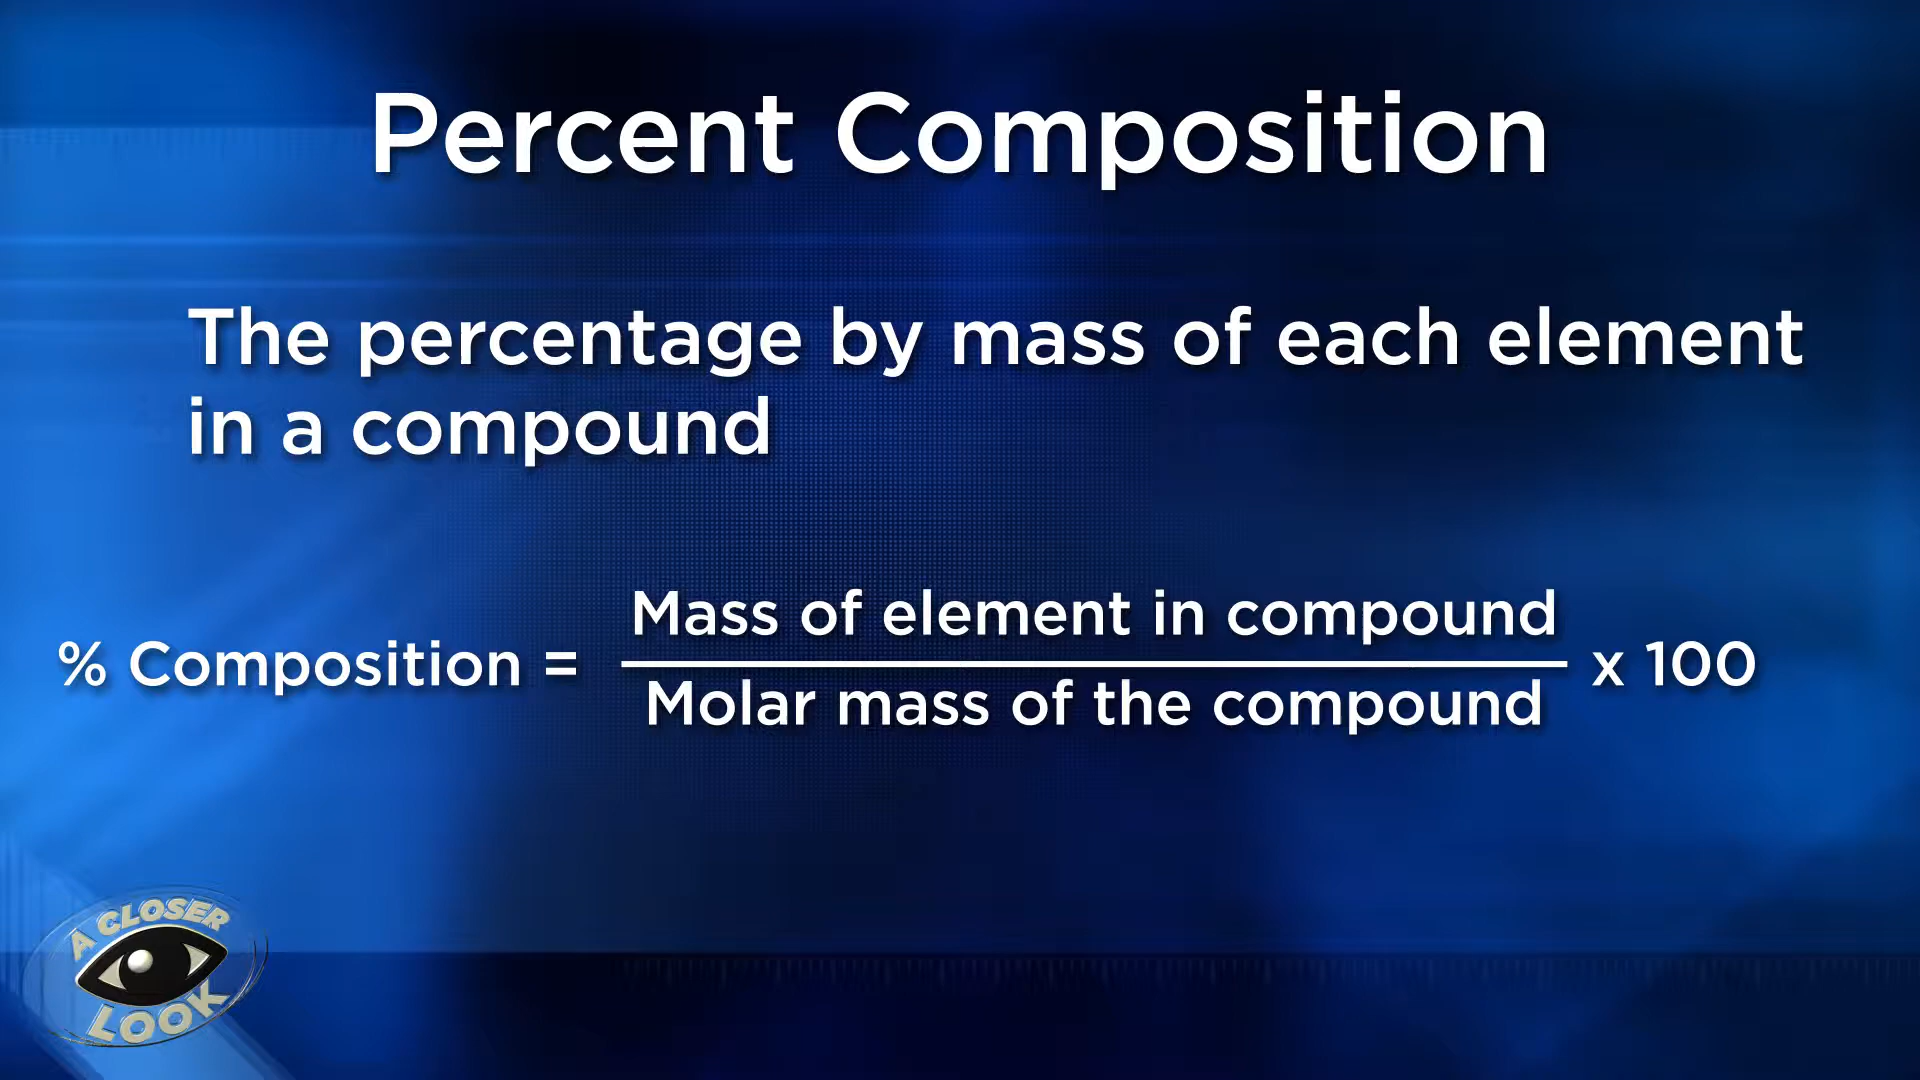 Percent Composition
The percentage by mass of each element
in a compound
% Composition = Mass of element in compound
Molar mass of the compound x 100
A CLOSER
LOOK